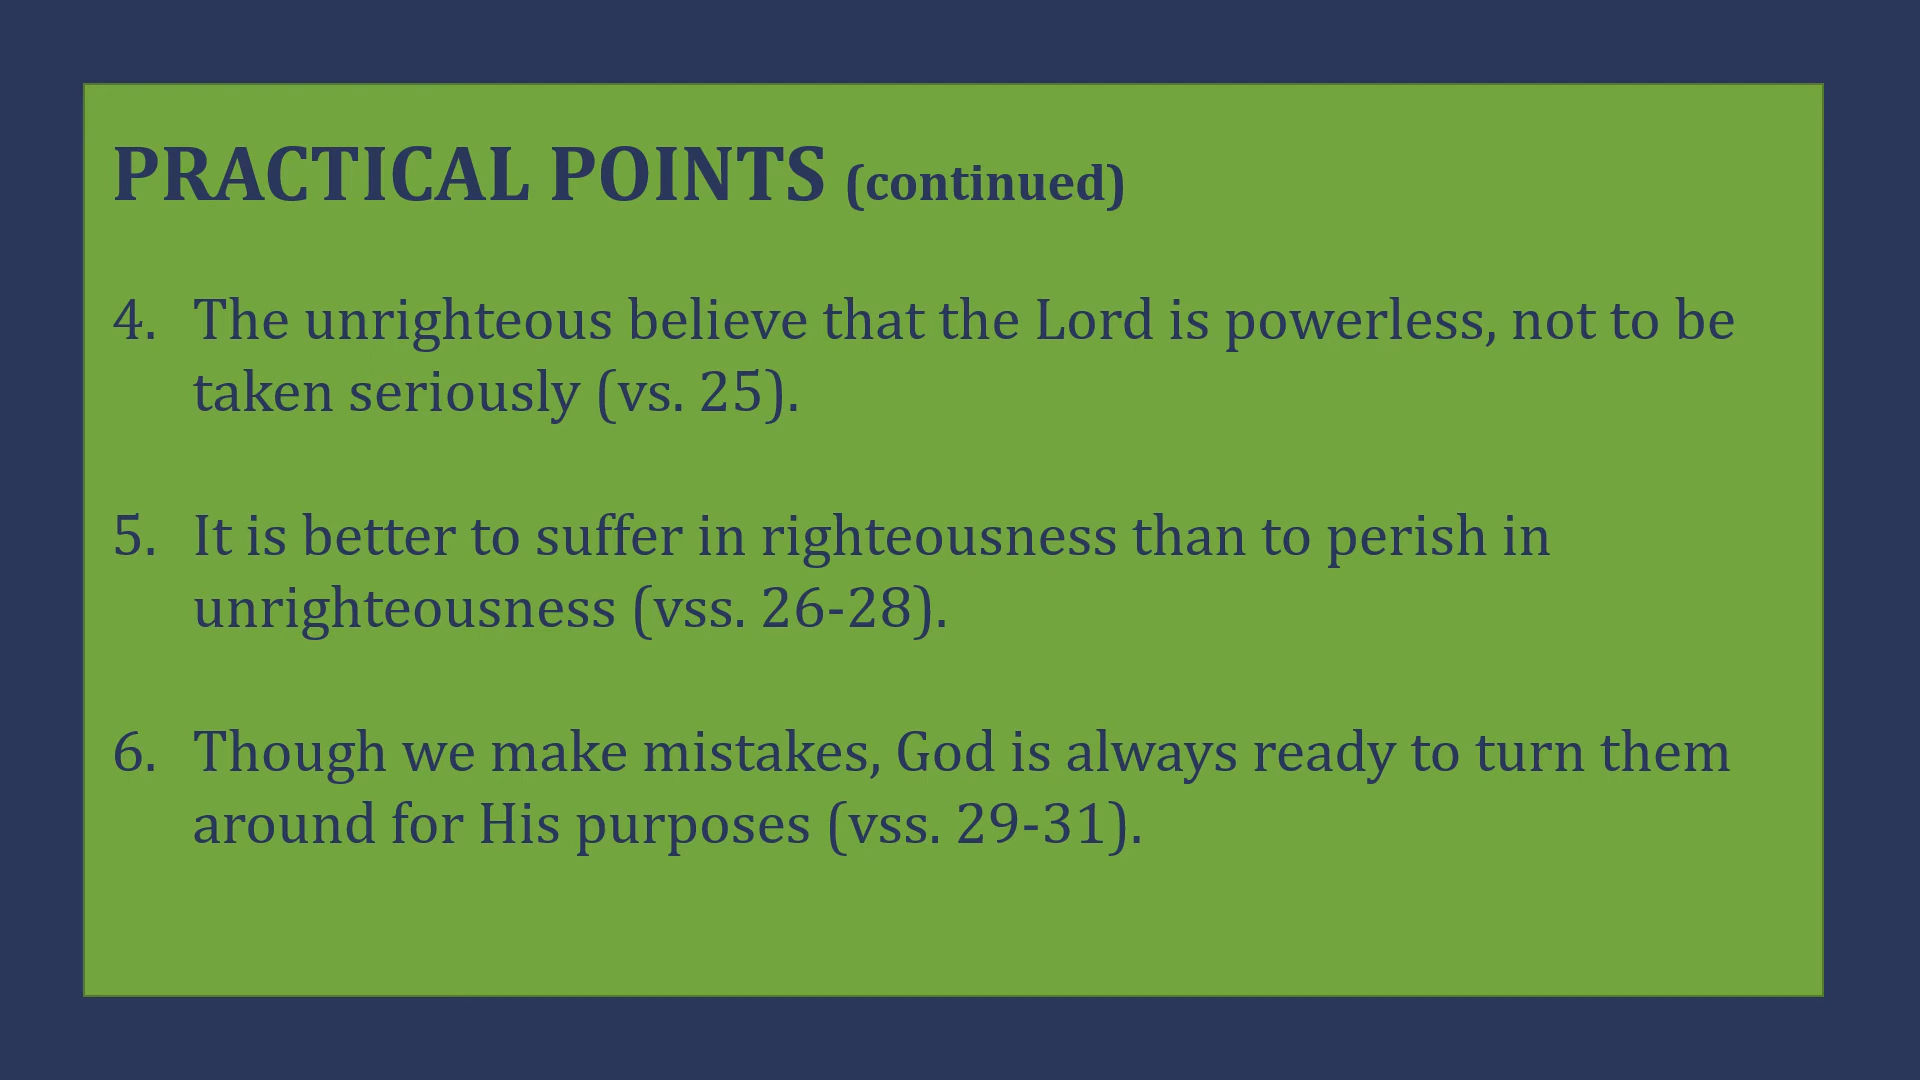 PRACTICAL POINTS (continued)
4. The unrighteous believe that the Lord is powerless, not to be
taken seriously (vs. 25).
5. It is better to suffer in righteousness than to perish in
unrighteousness (vss. 26-28).
6. Though we make mistakes, God is always ready to turn them
around for His purposes (vss. 29-31).